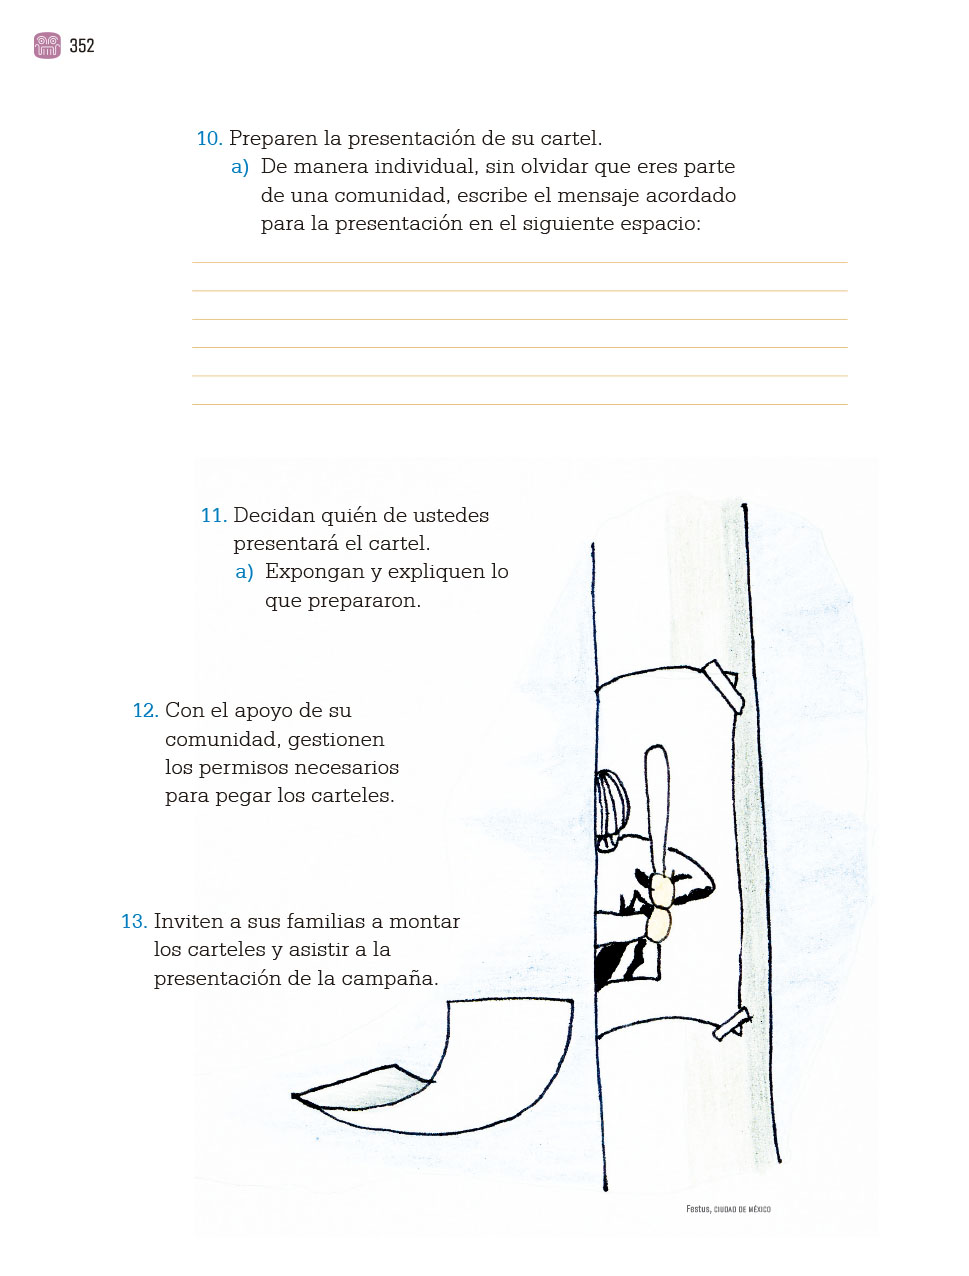 352
10. Preparen la presentación de su cartel.
a) De manera individual, sin olvidar que eres parte
de una comunidad, escribe el mensaje acordado
para la presentación en el siguiente espacio:
11. Decidan quién de ustedes
presentará el cartel.
a) Expongan y expliquen lo
que prepararon.
12. Con el apoyo de su
comunidad, gestionen
los permisos necesarios
para pegar los carteles.
13. Inviten a sus familias a montar
los carteles y asistir a la
presentación de la campaña.
Festus, CIUDAD DE MÉXICO